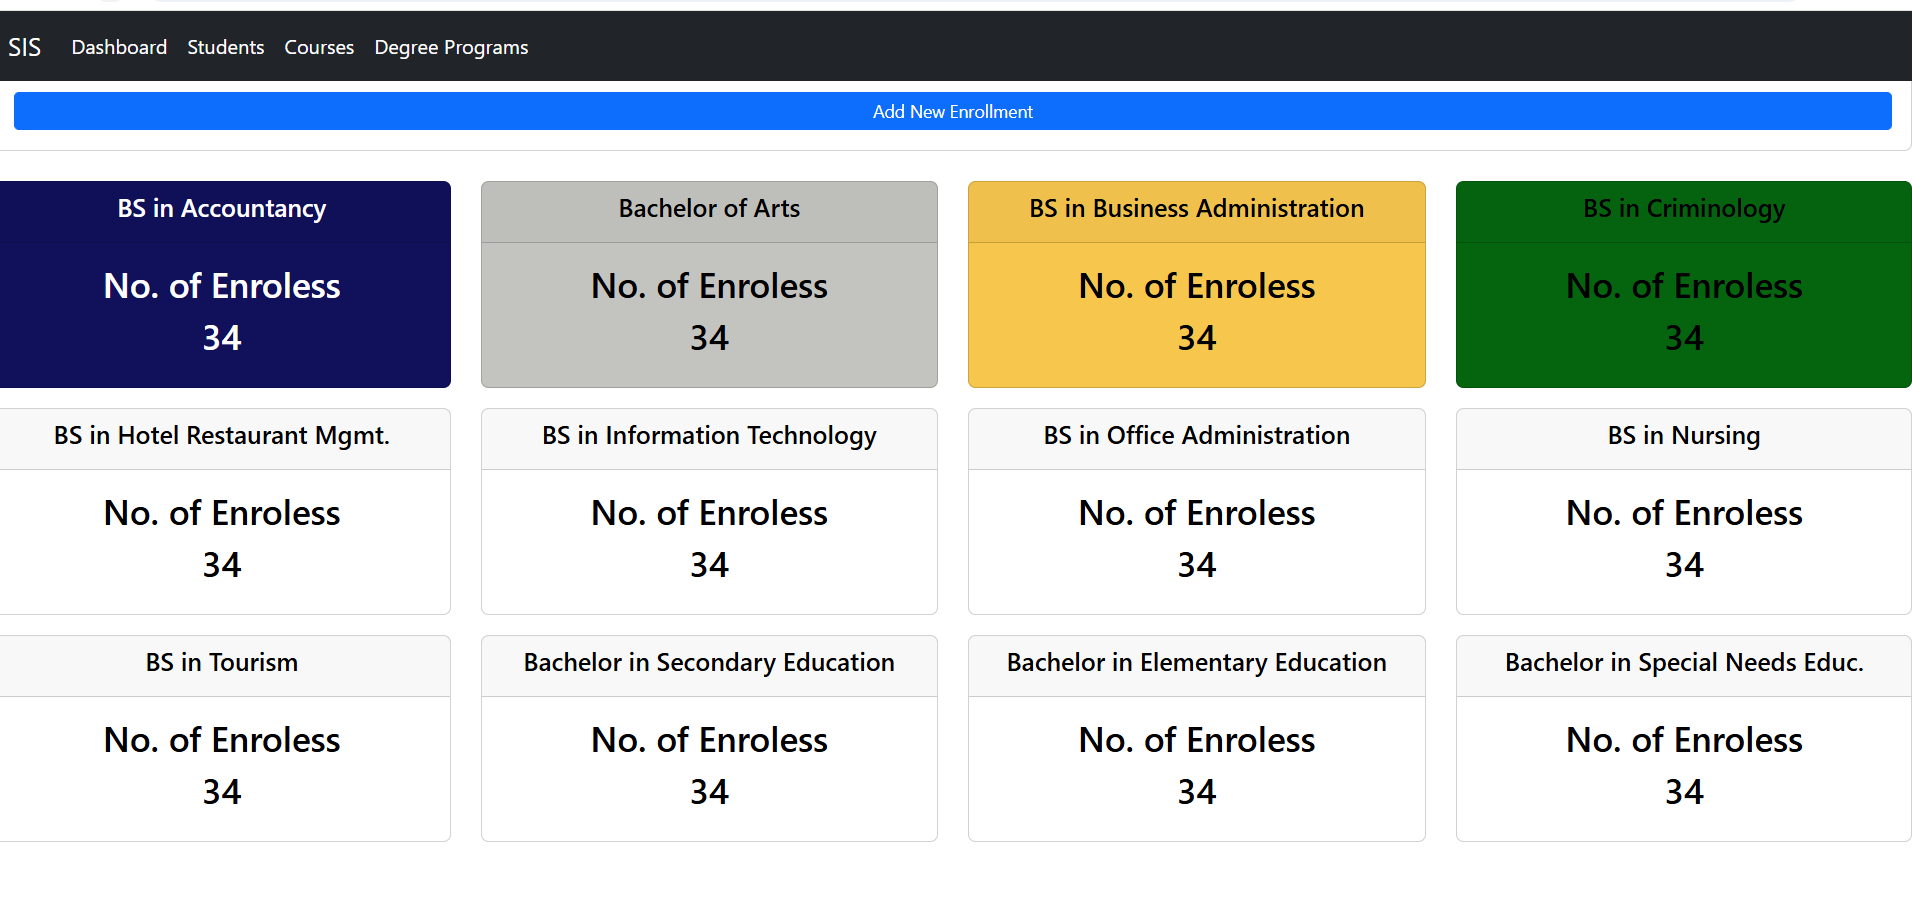 SIS Dashboard Students Courses Degree Programs
Add New Enrollment
BS in Accountancy
No. of Enroless
34
Bachelor of Arts
No. of Enroless
34
BS in Business Administration
No. of Enroless
34
BS in Criminology
No. of Enroless
34
BS in Hotel Restaurant Mgmt.
No. of Enroless
34
BS in Information Technology
No. of Enroless
34
BS in Office Administration
No. of Enroless
34
BS in Nursing
No. of Enroless
34
BS in Tourism
No. of Enroless
34
Bachelor in Secondary Education
No. of Enroless
34
Bachelor in Elementary Education
No. of Enroless
34
Bachelor in Special Needs Educ.
No. of Enroless
34